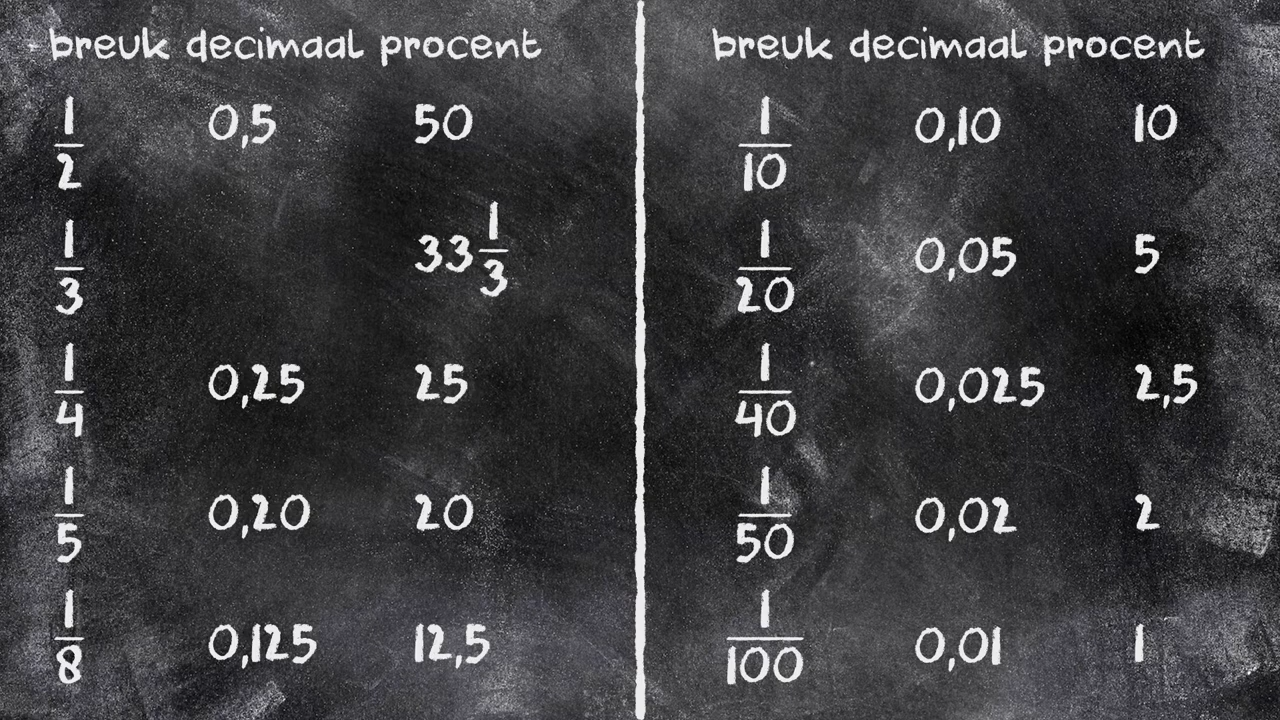 breuk decimaal procent
1/2 0,5 50
1/3 33 1/3
1/4 0,25 25
1/5 0,20 20
1/8 0,125 12,5
breuk decimaal procent
1/10 0,10 10
1/20 0,05 5
1/40 0,025 2,5
1/50 0,02 2
1/100 0,01 1